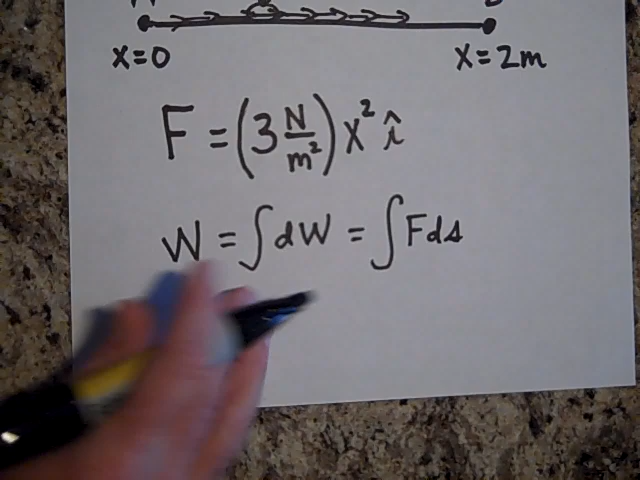 x=0 x=2m
F = (3 N/m²) x² î
W = ∫dW = ∫Fds